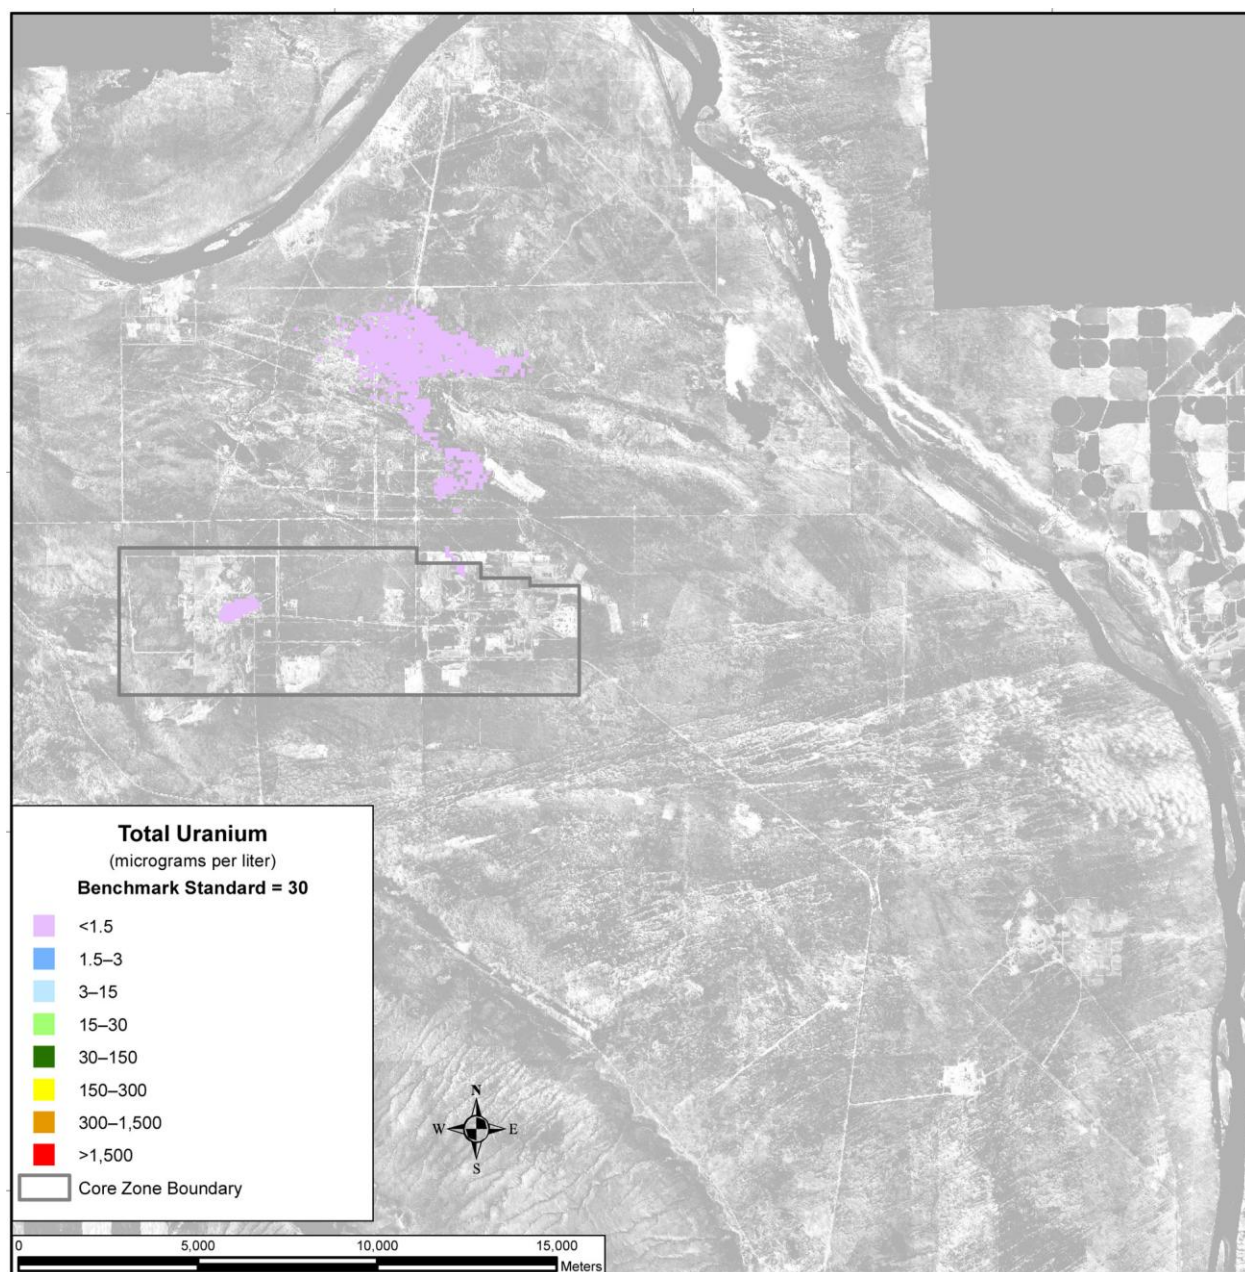 Total Uranium
(micrograms per liter)
Benchmark Standard = 30
<1.5
1.5–3
3–15
15–30
30–150
150–300
300–1,500
>1,500
Core Zone Boundary
N
W E
S
0 5,000 10,000 15,000
Meters